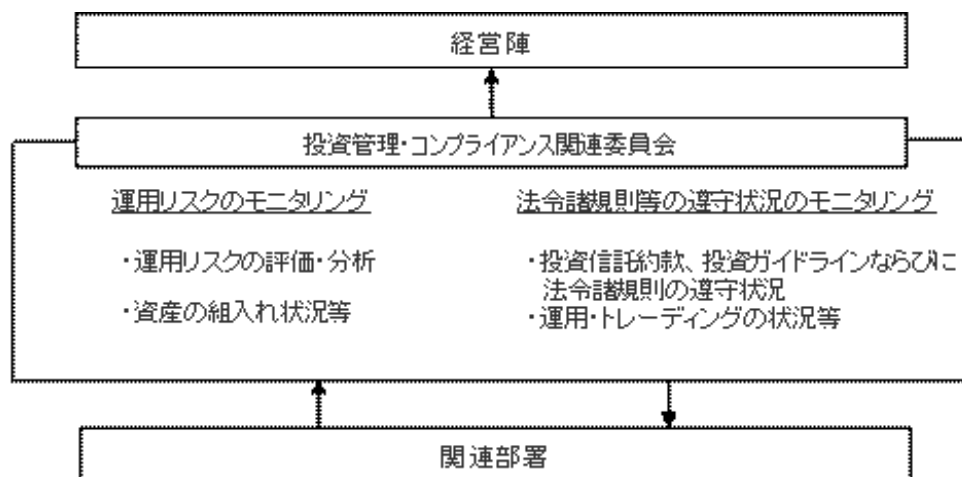 経営陣
投資管理・コンプライアンス関連委員会
運用リスクのモニタリング
・運用リスクの評価・分析
・資産の組入れ状況等
法令諸規則等の遵守状況のモニタリング
・投資信託約款、投資ガイドラインならびに
法令諸規則の遵守状況
・運用・トレーディングの状況等
関連部署